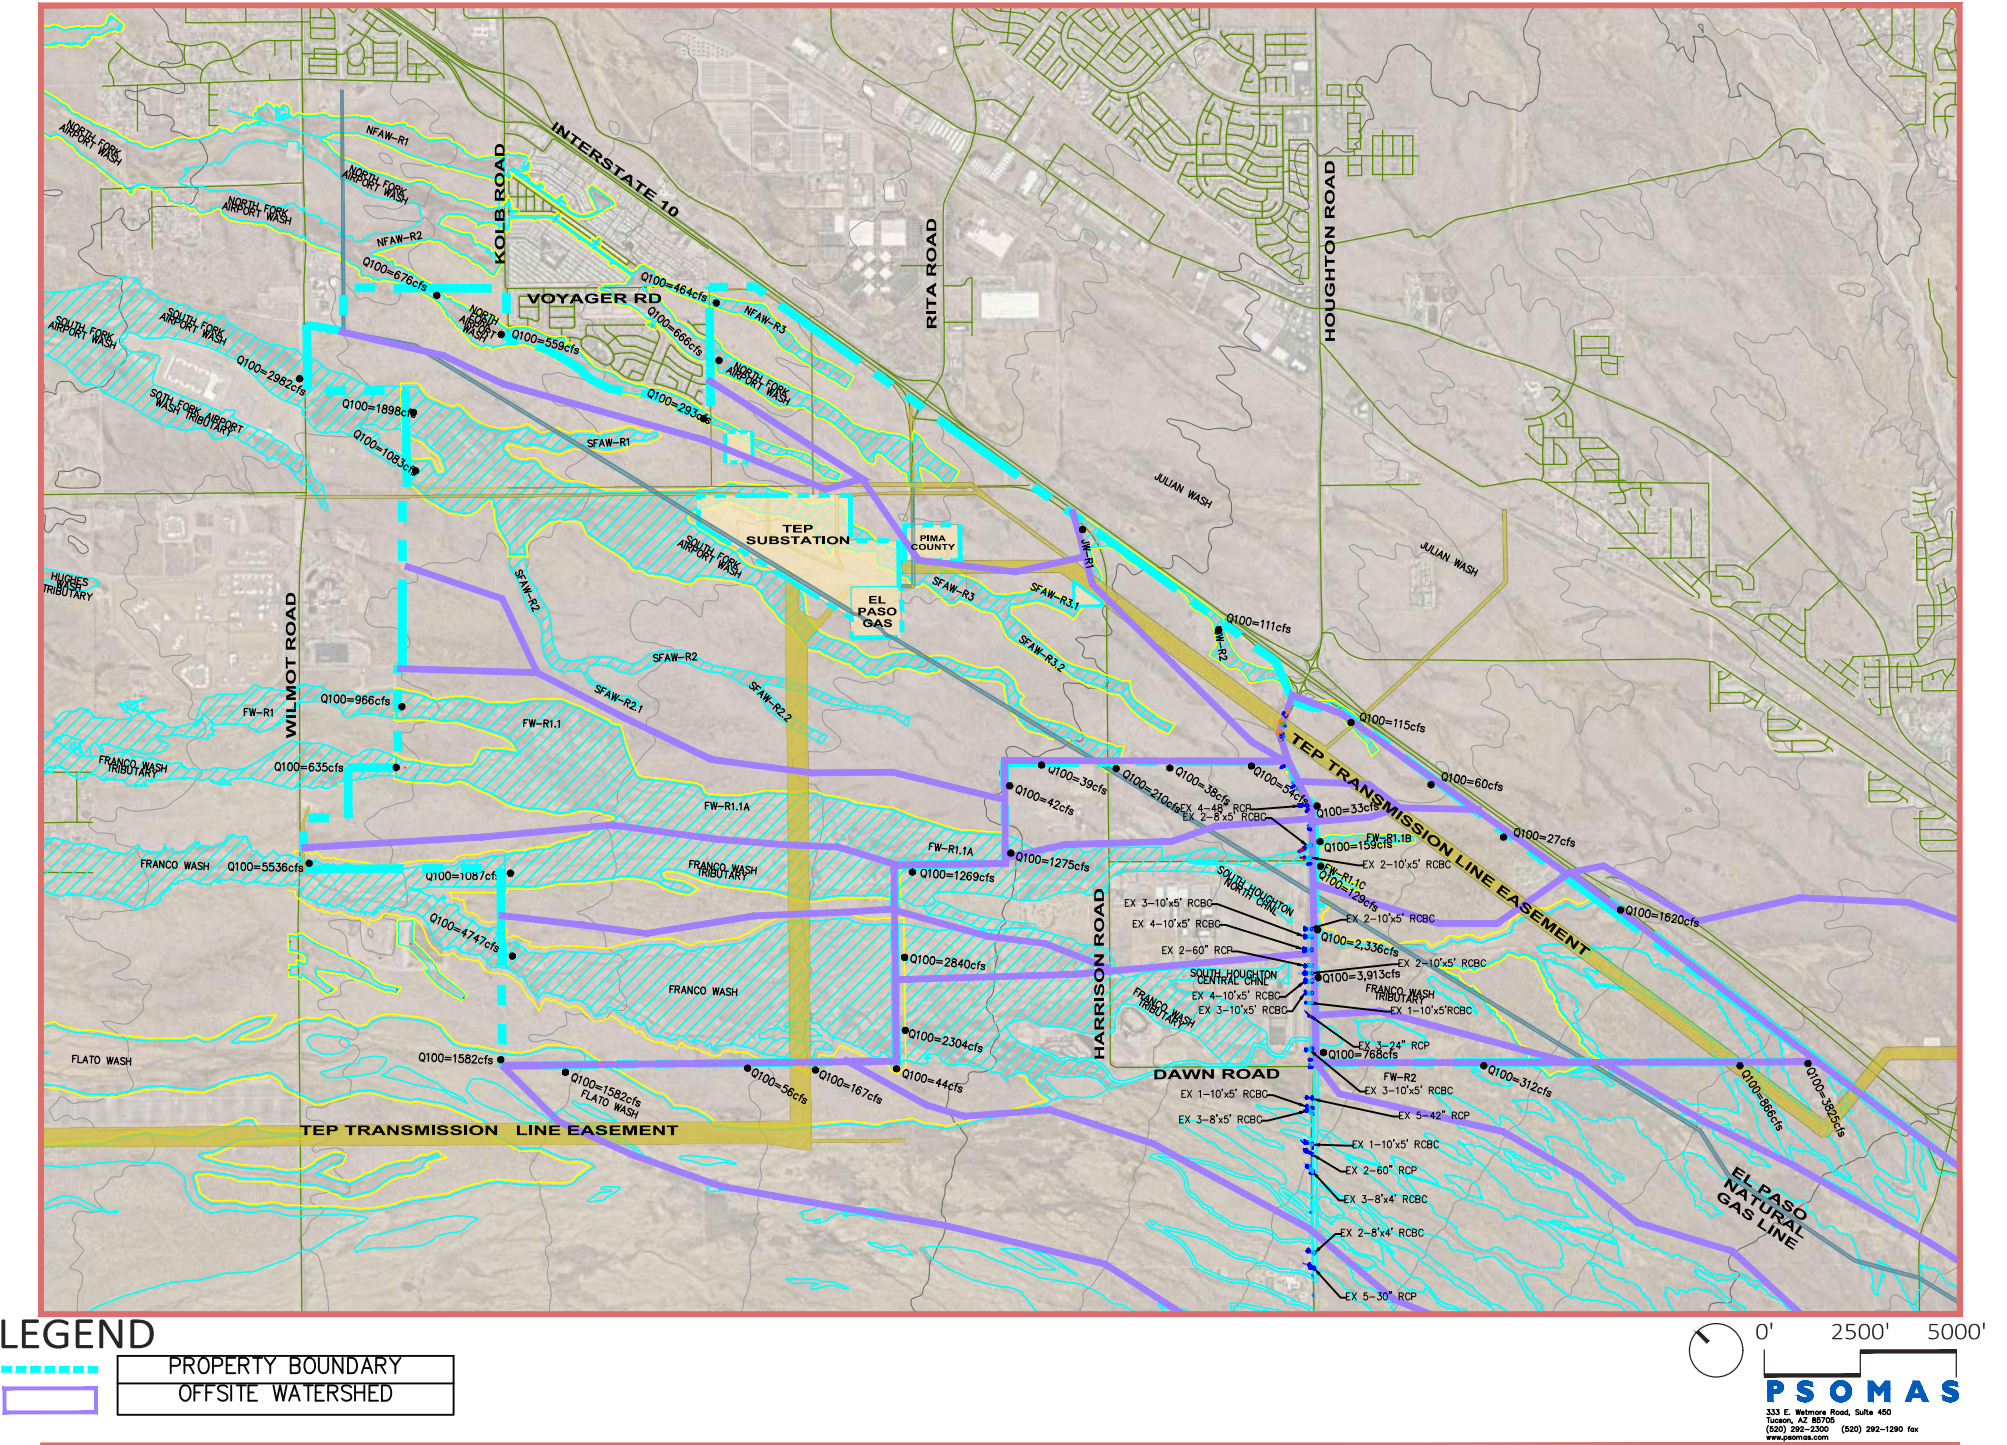 NORTH FORK
AIRPORT WASH
NFAW-R1
NORTH FORK
AIRPORT WASH
NORTH FORK
AIRPORT WASH
NFAW-R2
KOLB ROAD
INTERSTATE 10
RITA ROAD
HOUGHTON ROAD
Q100=676cfs
Q100=464cfs
VOYAGER RD
NFAW-R3
NORTH
FORK
AIRPORT
WASH
Q100=559cfs
Q100=666cfs
SOUTH FORK
AIRPORT WASH
SOUTH FORK
AIRPORT WASH
Q100=2982cfs
NORTH FORK
AIRPORT WASH
SOTH FORK AIRPORT
WASH TRIBUTARY
Q100=1898cfs
Q100=293cfs
Q100=1083cfs
SFAW-R1
JULIAN WASH
TEP
SUBSTATION
PIMA
COUNTY
SOUTH FORK
AIRPORT WASH
JW-R1
JULIAN WASH
HUGHES
WASH
TRIBUTARY
SFAW-R2
EL
PASO
GAS
SFAW-R3
SFAW-R3.1
Q100=111cfs
WILMOT ROAD
SFAW-R2
SFAW-R3.2
JW-R2
SFAW-R2.1
SFAW-R2.2
Q100=966cfs
FW-R1
FW-R1.1
Q100=115cfs
FRANCO WASH
TRIBUTARY
Q100=635cfs
TEP TRANSMISSION LINE EASEMENT
Q100=39cfs
Q100=210cfs
Q100=38cfs
Q100=54cfs
Q100=60cfs
Q100=42cfs
FW-R1.1A
EX 4-48" RCP
EX 2-8'x5' RCBC
Q100=33cfs
Q100=27cfs
FW-R1.1B
Q100=159cfs
FW-R1.1A
Q100=1275cfs
EX 2-10'x5' RCBC
FRANCO WASH
Q100=5536cfs
Q100=1087cfs
FRANCO WASH
TRIBUTARY
Q100=1269cfs
SOUTH HOUGHTON
NORTH CHNL
FW-R1.1C
Q100=129cfs
HARRISON ROAD
EX 3-10'x5' RCBC
EX 2-10'x5' RCBC
Q100=1620cfs
Q100=4747cfs
EX 4-10'x5' RCBC
Q100=2,336cfs
EX 2-60" RCP
Q100=2840cfs
EX 2-10'x5' RCBC
SOUTH HOUGHTON
CENTRAL CHNL
Q100=3,913cfs
FRANCO WASH
FRANCO WASH
TRIBUTARY
EX 4-10'x5' RCBC
FRANCO WASH
TRIBUTARY
EX 3-10'x5' RCBC
EX 1-10'x5'RCBC
Q100=2304cfs
EX 3-24" RCP
FLATO WASH
Q100=1582cfs
Q100=768cfs
Q100=1582cfs
FLATO WASH
Q100=56cfs
Q100=167cfs
Q100=44cfs
DAWN ROAD
FW-R2
Q100=312cfs
Q100=866cfs
Q100=3825cfs
EX 3-10'x5' RCBC
EX 1-10'x5' RCBC
EX 3-8'x5' RCBC
EX 5-42" RCP
TEP TRANSMISSION LINE EASEMENT
EX 1-10'x5' RCBC
EX 2-60" RCP
EX 3-8'x4' RCBC
EL PASO
NATURAL
GAS LINE
EX 2-8'x4' RCBC
EX 5-30" RCP
LEGEND
PROPERTY BOUNDARY
OFFSITE WATERSHED
0' 2500' 5000'
PSOMAS
333 E. Wetmore Road, Suite 450
Tucson, AZ 85705
(520) 292-2300 (520) 292-1290 fax
www.psomas.com